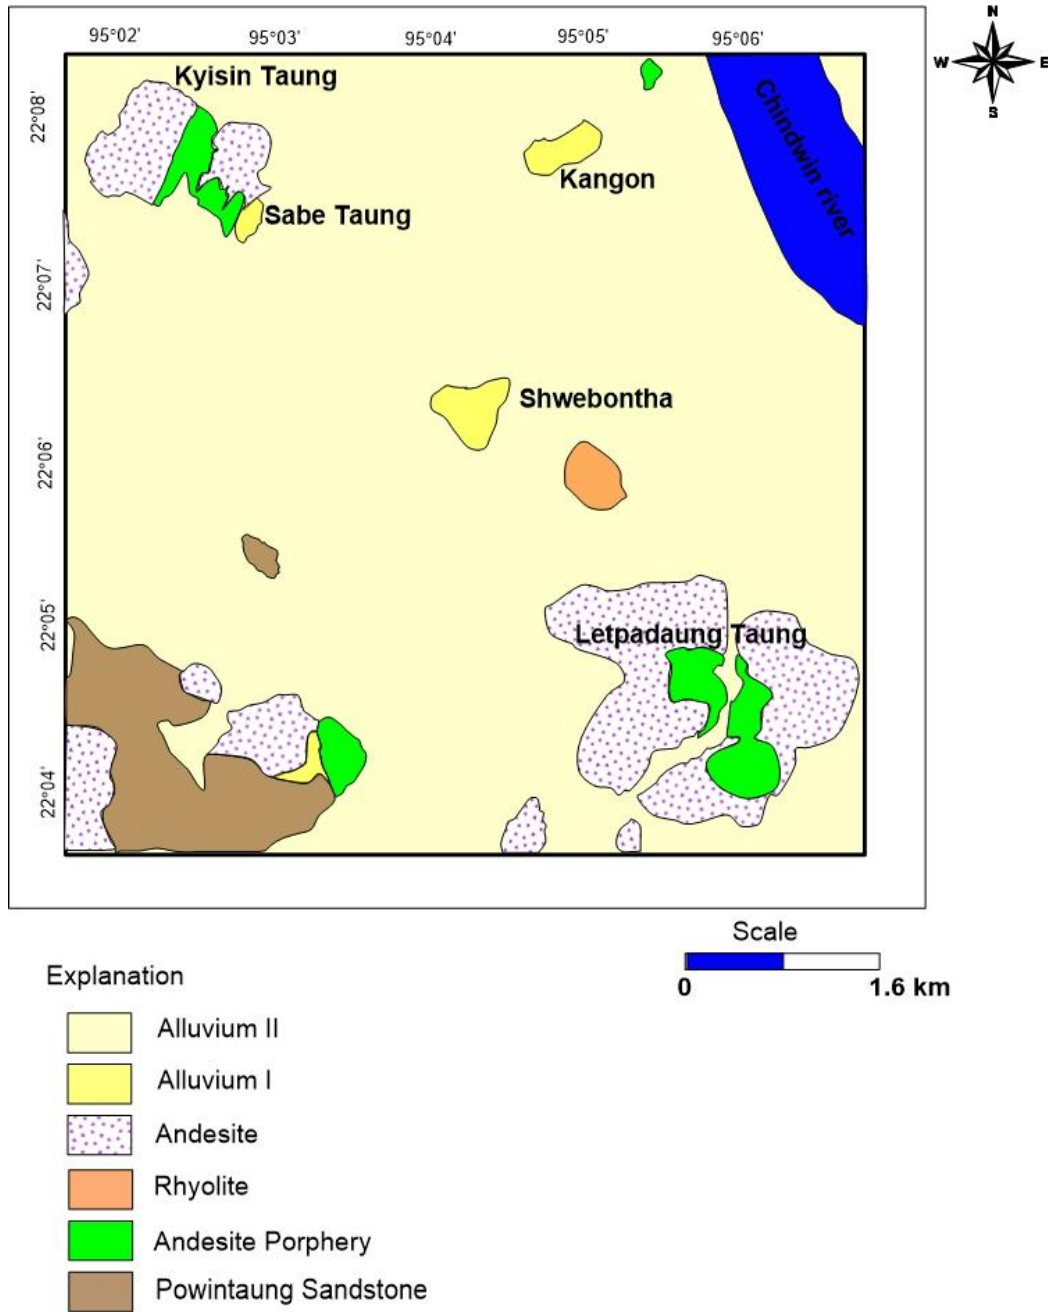 N
W E
S
95°02' 95°03' 95°04' 95°05' 95°06'
22°08'
22°07'
22°06'
22°05'
22°04'
Kyisin Taung
Chindwin river
Kangon
Sabe Taung
Shwebontha
Letpadaung Taung
Scale
0 1.6 km
Explanation
Alluvium II
Alluvium I
Andesite
Rhyolite
Andesite Porphery
Powintaung Sandstone